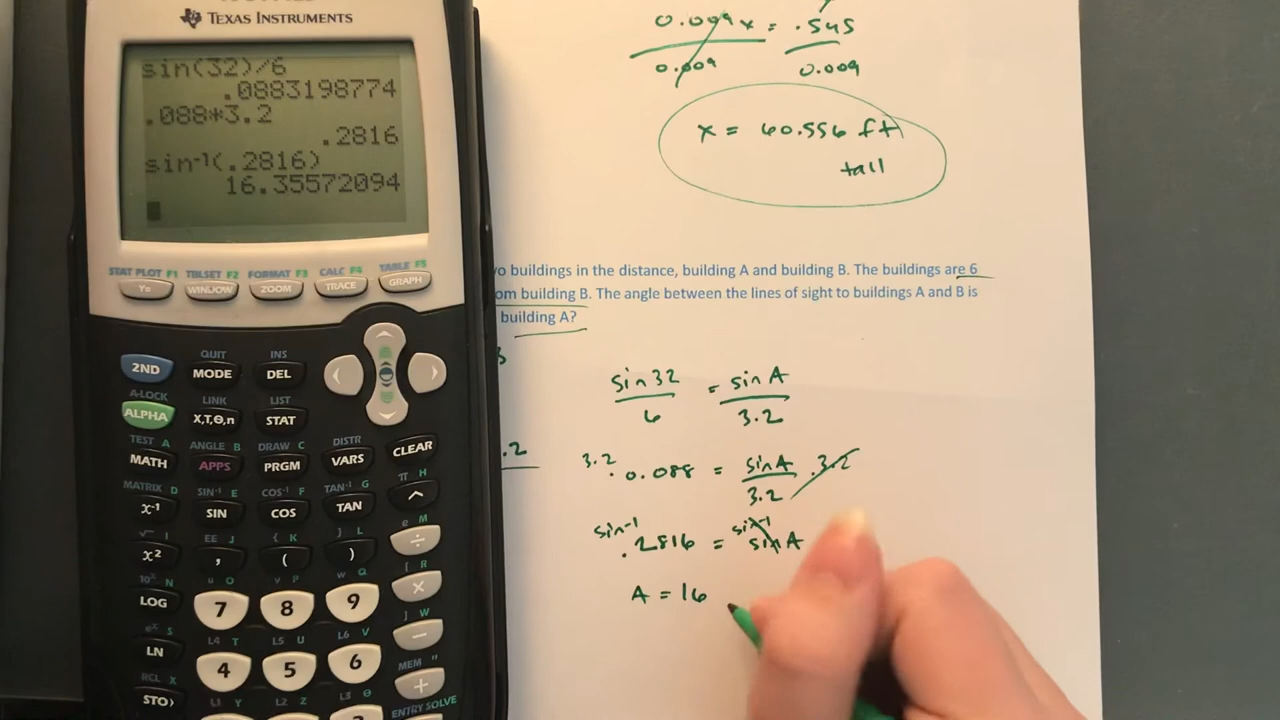 TEXAS INSTRUMENTS
sin(32)/6
.0883198774
.088*3.2
.2816
sin⁻¹(.2816)
16.35572094
STAT PLOT F1 TBLSET F2 FORMAT F3 CALC F4 TABLE F5
Y= WINDOW ZOOM TRACE GRAPH
QUIT INS
2ND MODE DEL
A-LOCK LINK LIST
ALPHA X,T,Θ,n STAT
TEST A ANGLE B DRAW C DISTR
MATH APPS PRGM VARS CLEAR
MATRIX D SIN⁻¹ E COS⁻¹ F TAN⁻¹ G π H
x⁻¹ SIN COS TAN ^
√ I EE J { K } L e M
x² , ( ) ÷
10ˣ N u O v P w Q [ R
LOG 7 8 9 ×
eˣ S L4 T L5 U L6 V ] W
LN 4 5 6 −
RCL X L1 Y L2 Z L3 θ MEM "
STO› +
ENTRY SOLVE
0.009x = .545
0.009 0.009
x = 60.556 ft
tall
o buildings in the distance, building A and building B. The buildings are 6
om building B. The angle between the lines of sight to buildings A and B is
building A?
.2
sin 32 = sin A
6 3.2
3.2 · 0.088 = sin A · 3.2
3.2
sin⁻¹ sin⁻¹
.2816 = sin A
A = 16